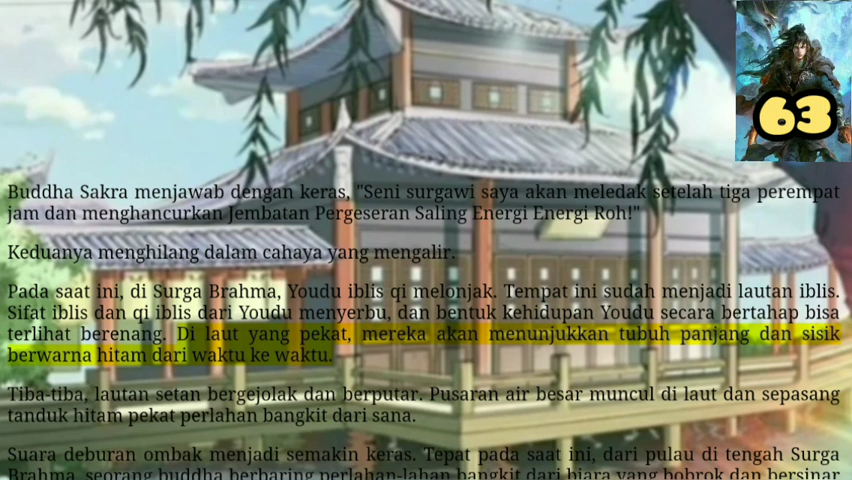 63
Buddha Sakra menjawab dengan keras, "Seni surgawi saya akan meledak setelah tiga perempat
jam dan menghancurkan Jembatan Pergeseran Saling Energi Energi Roh!"
Keduanya menghilang dalam cahaya yang mengalir.
Pada saat ini, di Surga Brahma, Youdu iblis qi melonjak. Tempat ini sudah menjadi lautan iblis.
Sifat iblis dan qi iblis dari Youdu menyerbu, dan bentuk kehidupan Youdu secara bertahap bisa
terlihat berenang. Di laut yang pekat, mereka akan menunjukkan tubuh panjang dan sisik
berwarna hitam dari waktu ke waktu.
Tiba-tiba, lautan setan bergejolak dan berputar. Pusaran air besar muncul di laut dan sepasang
tanduk hitam pekat perlahan bangkit dari sana.
Suara deburan ombak menjadi semakin keras. Tepat pada saat ini, dari pulau di tengah Surga
Brahma, seorang buddha berbaring perlahan-lahan bangkit dari biara yang bobrok dan bersinar